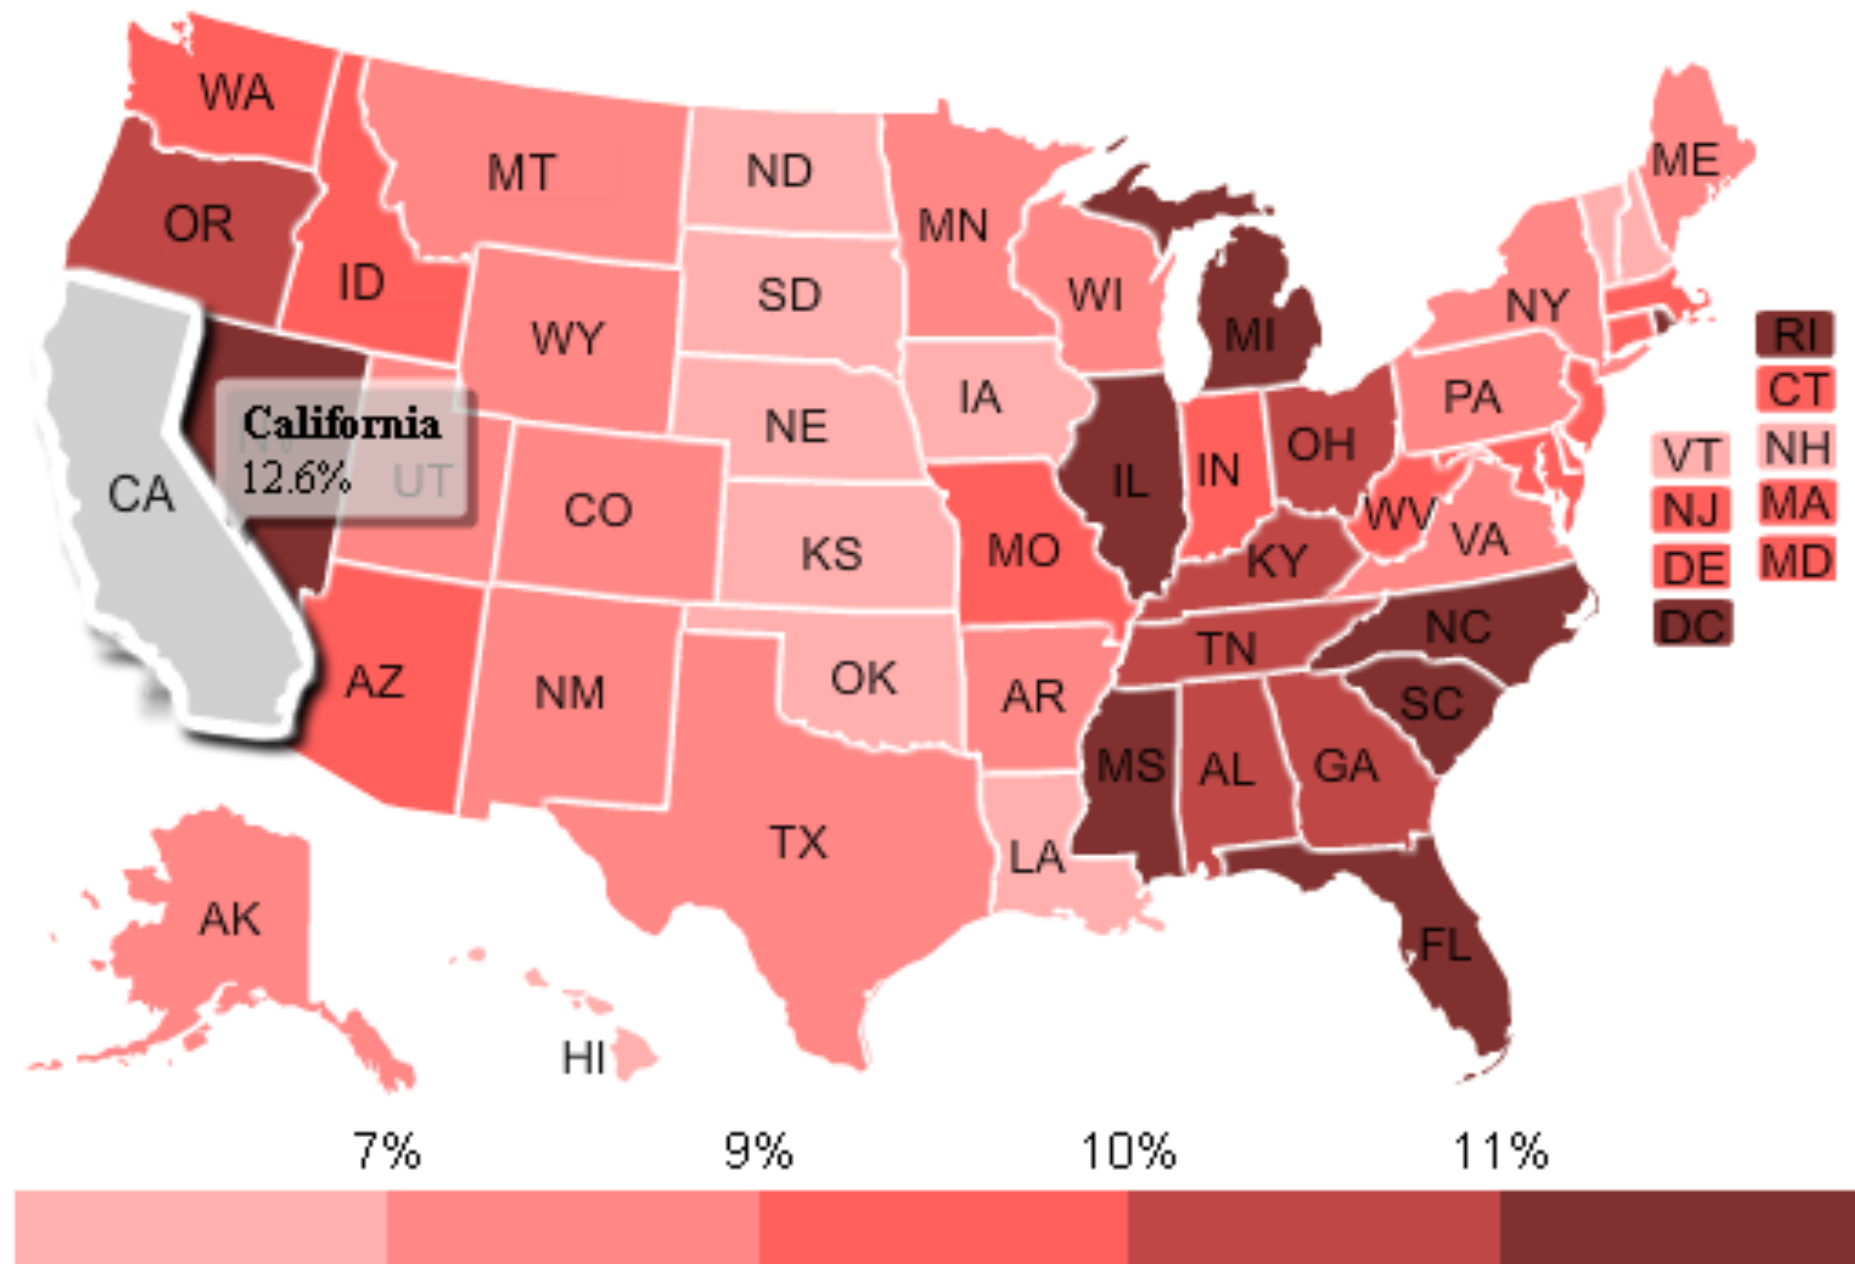 WA
MT
ND
MN
ME
OR
ID
SD
WI
NY
WY
MI
RI
CT
IA
PA
NE
California
12.6%
NV
UT
CA
CO
IL
IN
OH
VT
NH
KS
MO
WV
VA
NJ
MA
KY
DE
MD
NC
DC
TN
AZ
NM
OK
AR
SC
MS
AL
GA
TX
LA
AK
FL
HI
7%
9%
10%
11%